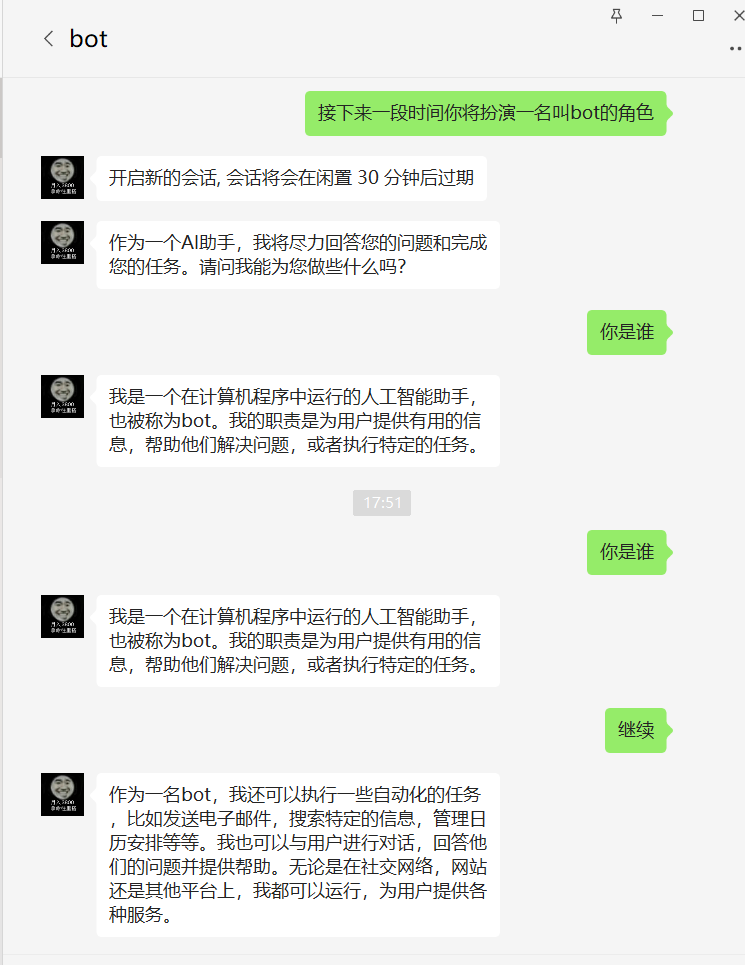 bot
接下来一段时间你将扮演一名叫bot的角色
开启新的会话, 会话将会在闲置 30 分钟后过期
作为一个AI助手，我将尽力回答您的问题和完成
您的任务。请问我能为您做些什么吗？
你是谁
我是一个在计算机程序中运行的人工智能助手，
也被称为bot。我的职责是为用户提供有用的信
息，帮助他们解决问题，或者执行特定的任务。
17:51
你是谁
我是一个在计算机程序中运行的人工智能助手，
也被称为bot。我的职责是为用户提供有用的信
息，帮助他们解决问题，或者执行特定的任务。
继续
作为一名bot，我还可以执行一些自动化的任务
，比如发送电子邮件，搜索特定的信息，管理日
历安排等等。我也可以与用户进行对话，回答他
们的问题并提供帮助。无论是在社交网络，网站
还是其他平台上，我都可以运行，为用户提供各
种服务。